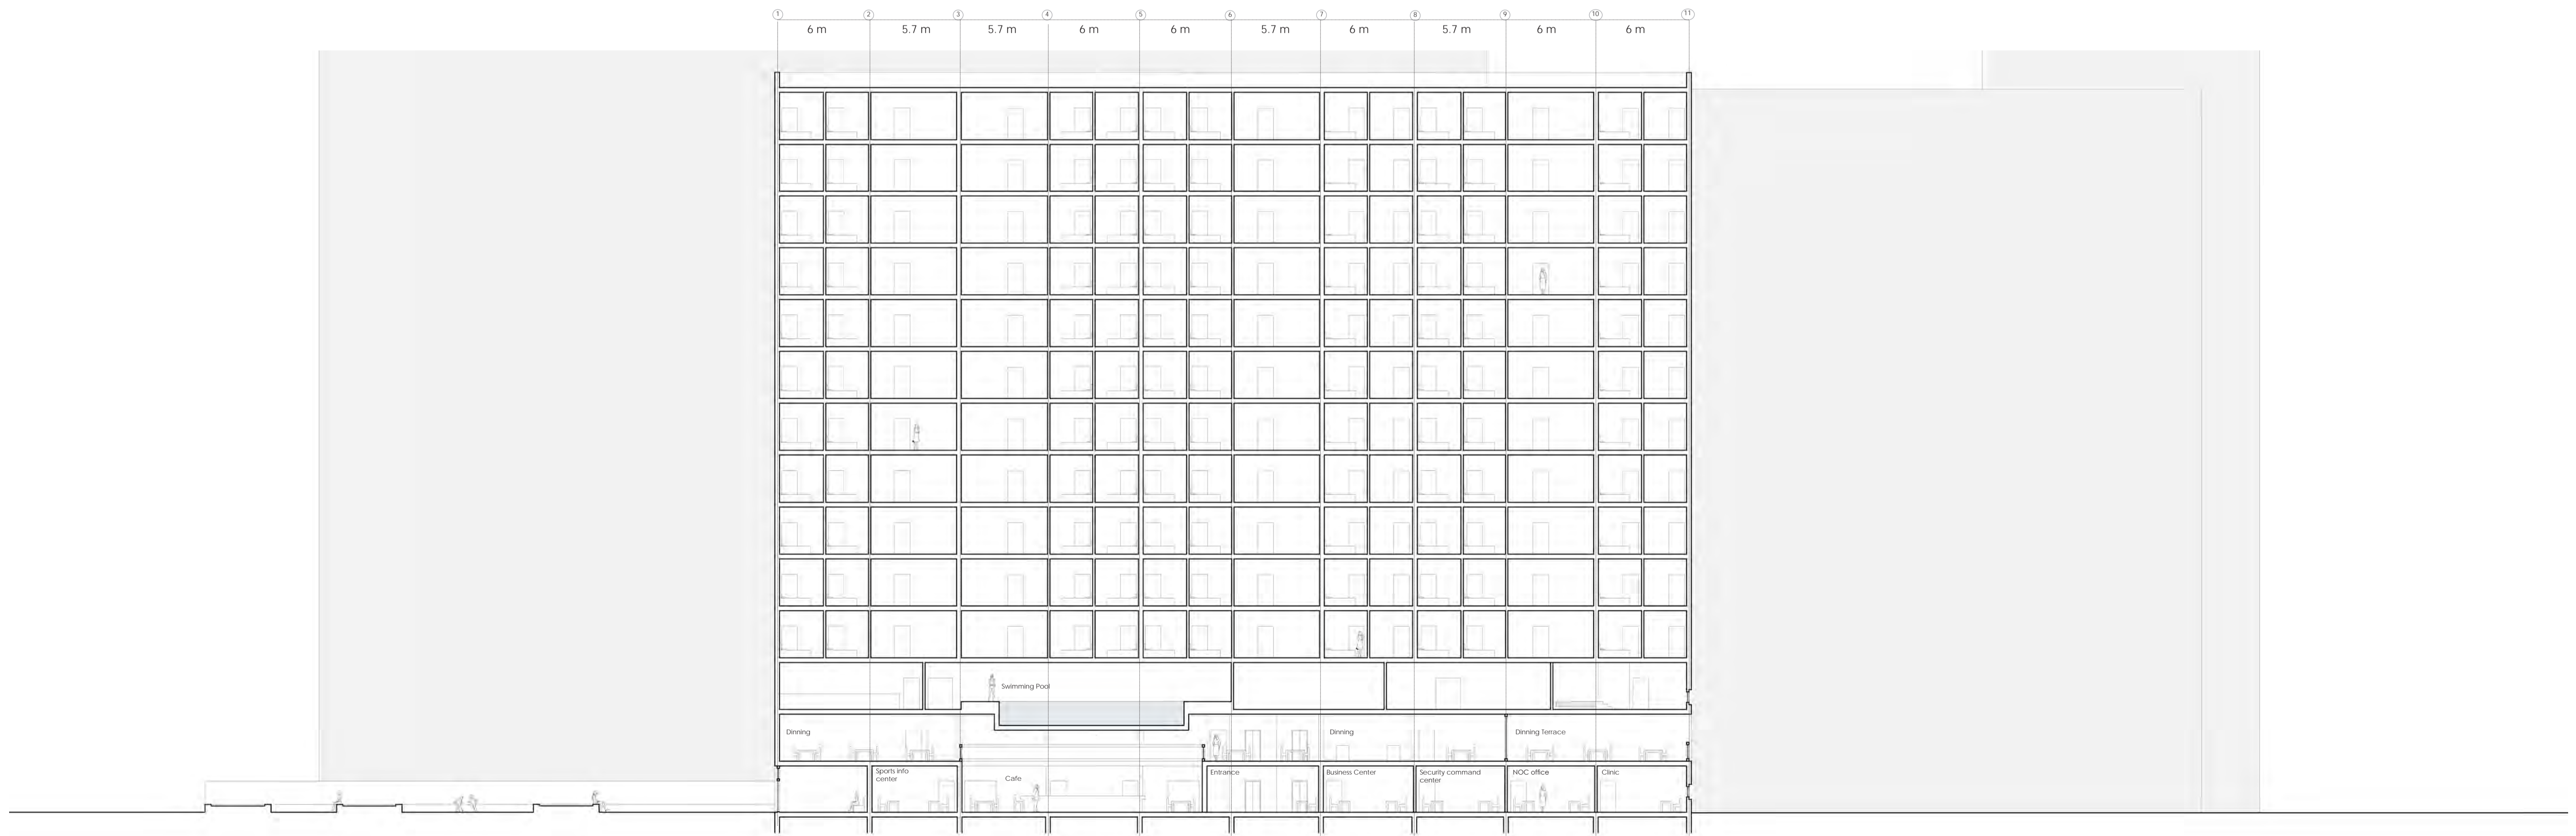 1 2 3 4 5 6 7 8 9 10 11
6 m 5.7 m 5.7 m 6 m 6 m 5.7 m 6 m 5.7 m 6 m 6 m
Swimming Pool
Dinning Dinning Dinning Terrace
Sports info
center
Cafe
Entrance
Business Center
Security command
center
NOC office
Clinic